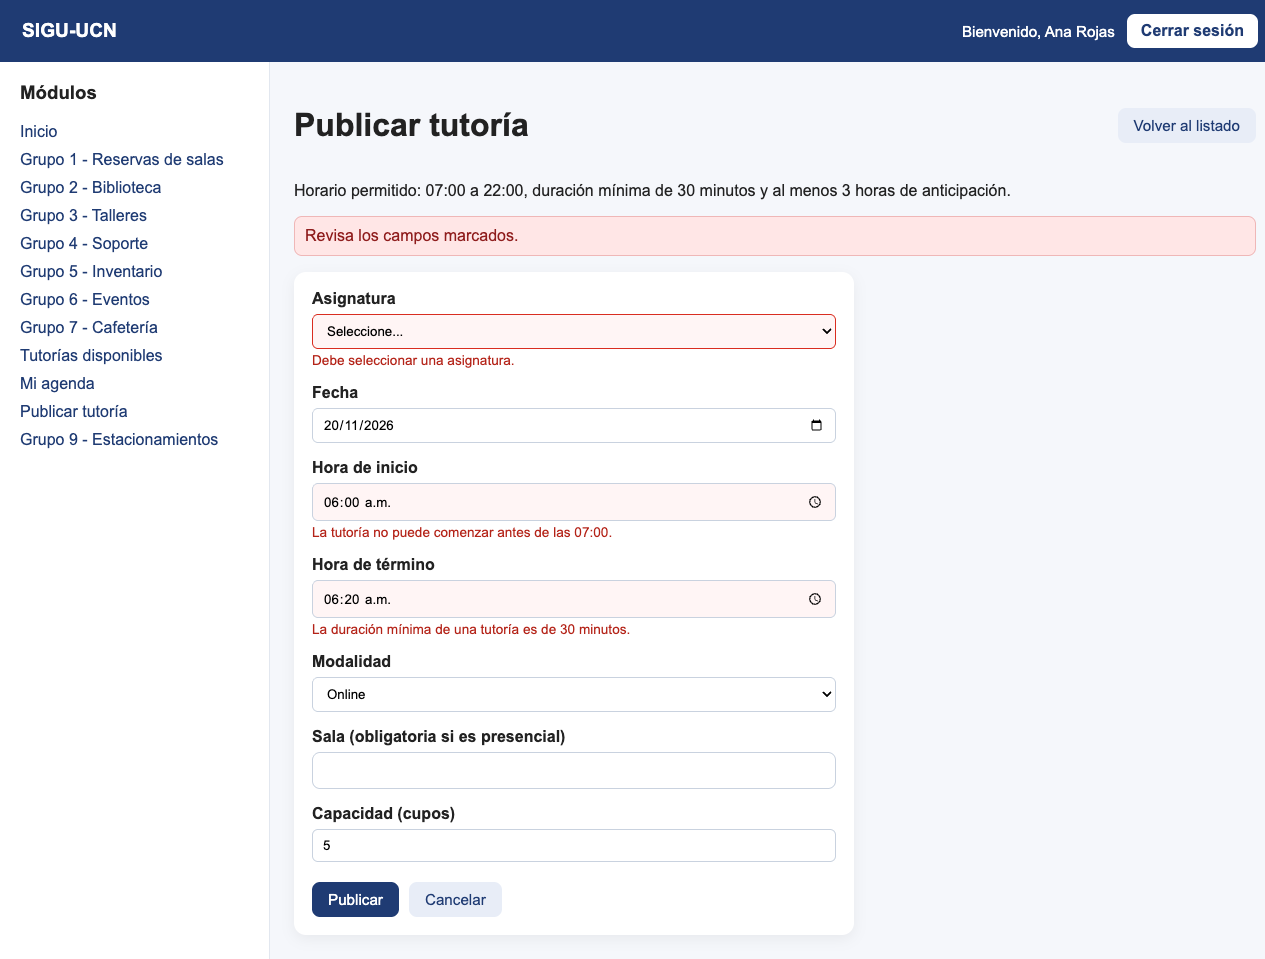 SIGU-UCN
Bienvenido, Ana Rojas
Cerrar sesión
Módulos
Inicio
Grupo 1 - Reservas de salas
Grupo 2 - Biblioteca
Grupo 3 - Talleres
Grupo 4 - Soporte
Grupo 5 - Inventario
Grupo 6 - Eventos
Grupo 7 - Cafetería
Tutorías disponibles
Mi agenda
Publicar tutoría
Grupo 9 - Estacionamientos
Publicar tutoría
Volver al listado
Horario permitido: 07:00 a 22:00, duración mínima de 30 minutos y al menos 3 horas de anticipación.
Revisa los campos marcados.
Asignatura
Seleccione...
Debe seleccionar una asignatura.
Fecha
20/11/2026
Hora de inicio
06:00 a.m.
La tutoría no puede comenzar antes de las 07:00.
Hora de término
06:20 a.m.
La duración mínima de una tutoría es de 30 minutos.
Modalidad
Online
Sala (obligatoria si es presencial)
Capacidad (cupos)
5
Publicar
Cancelar